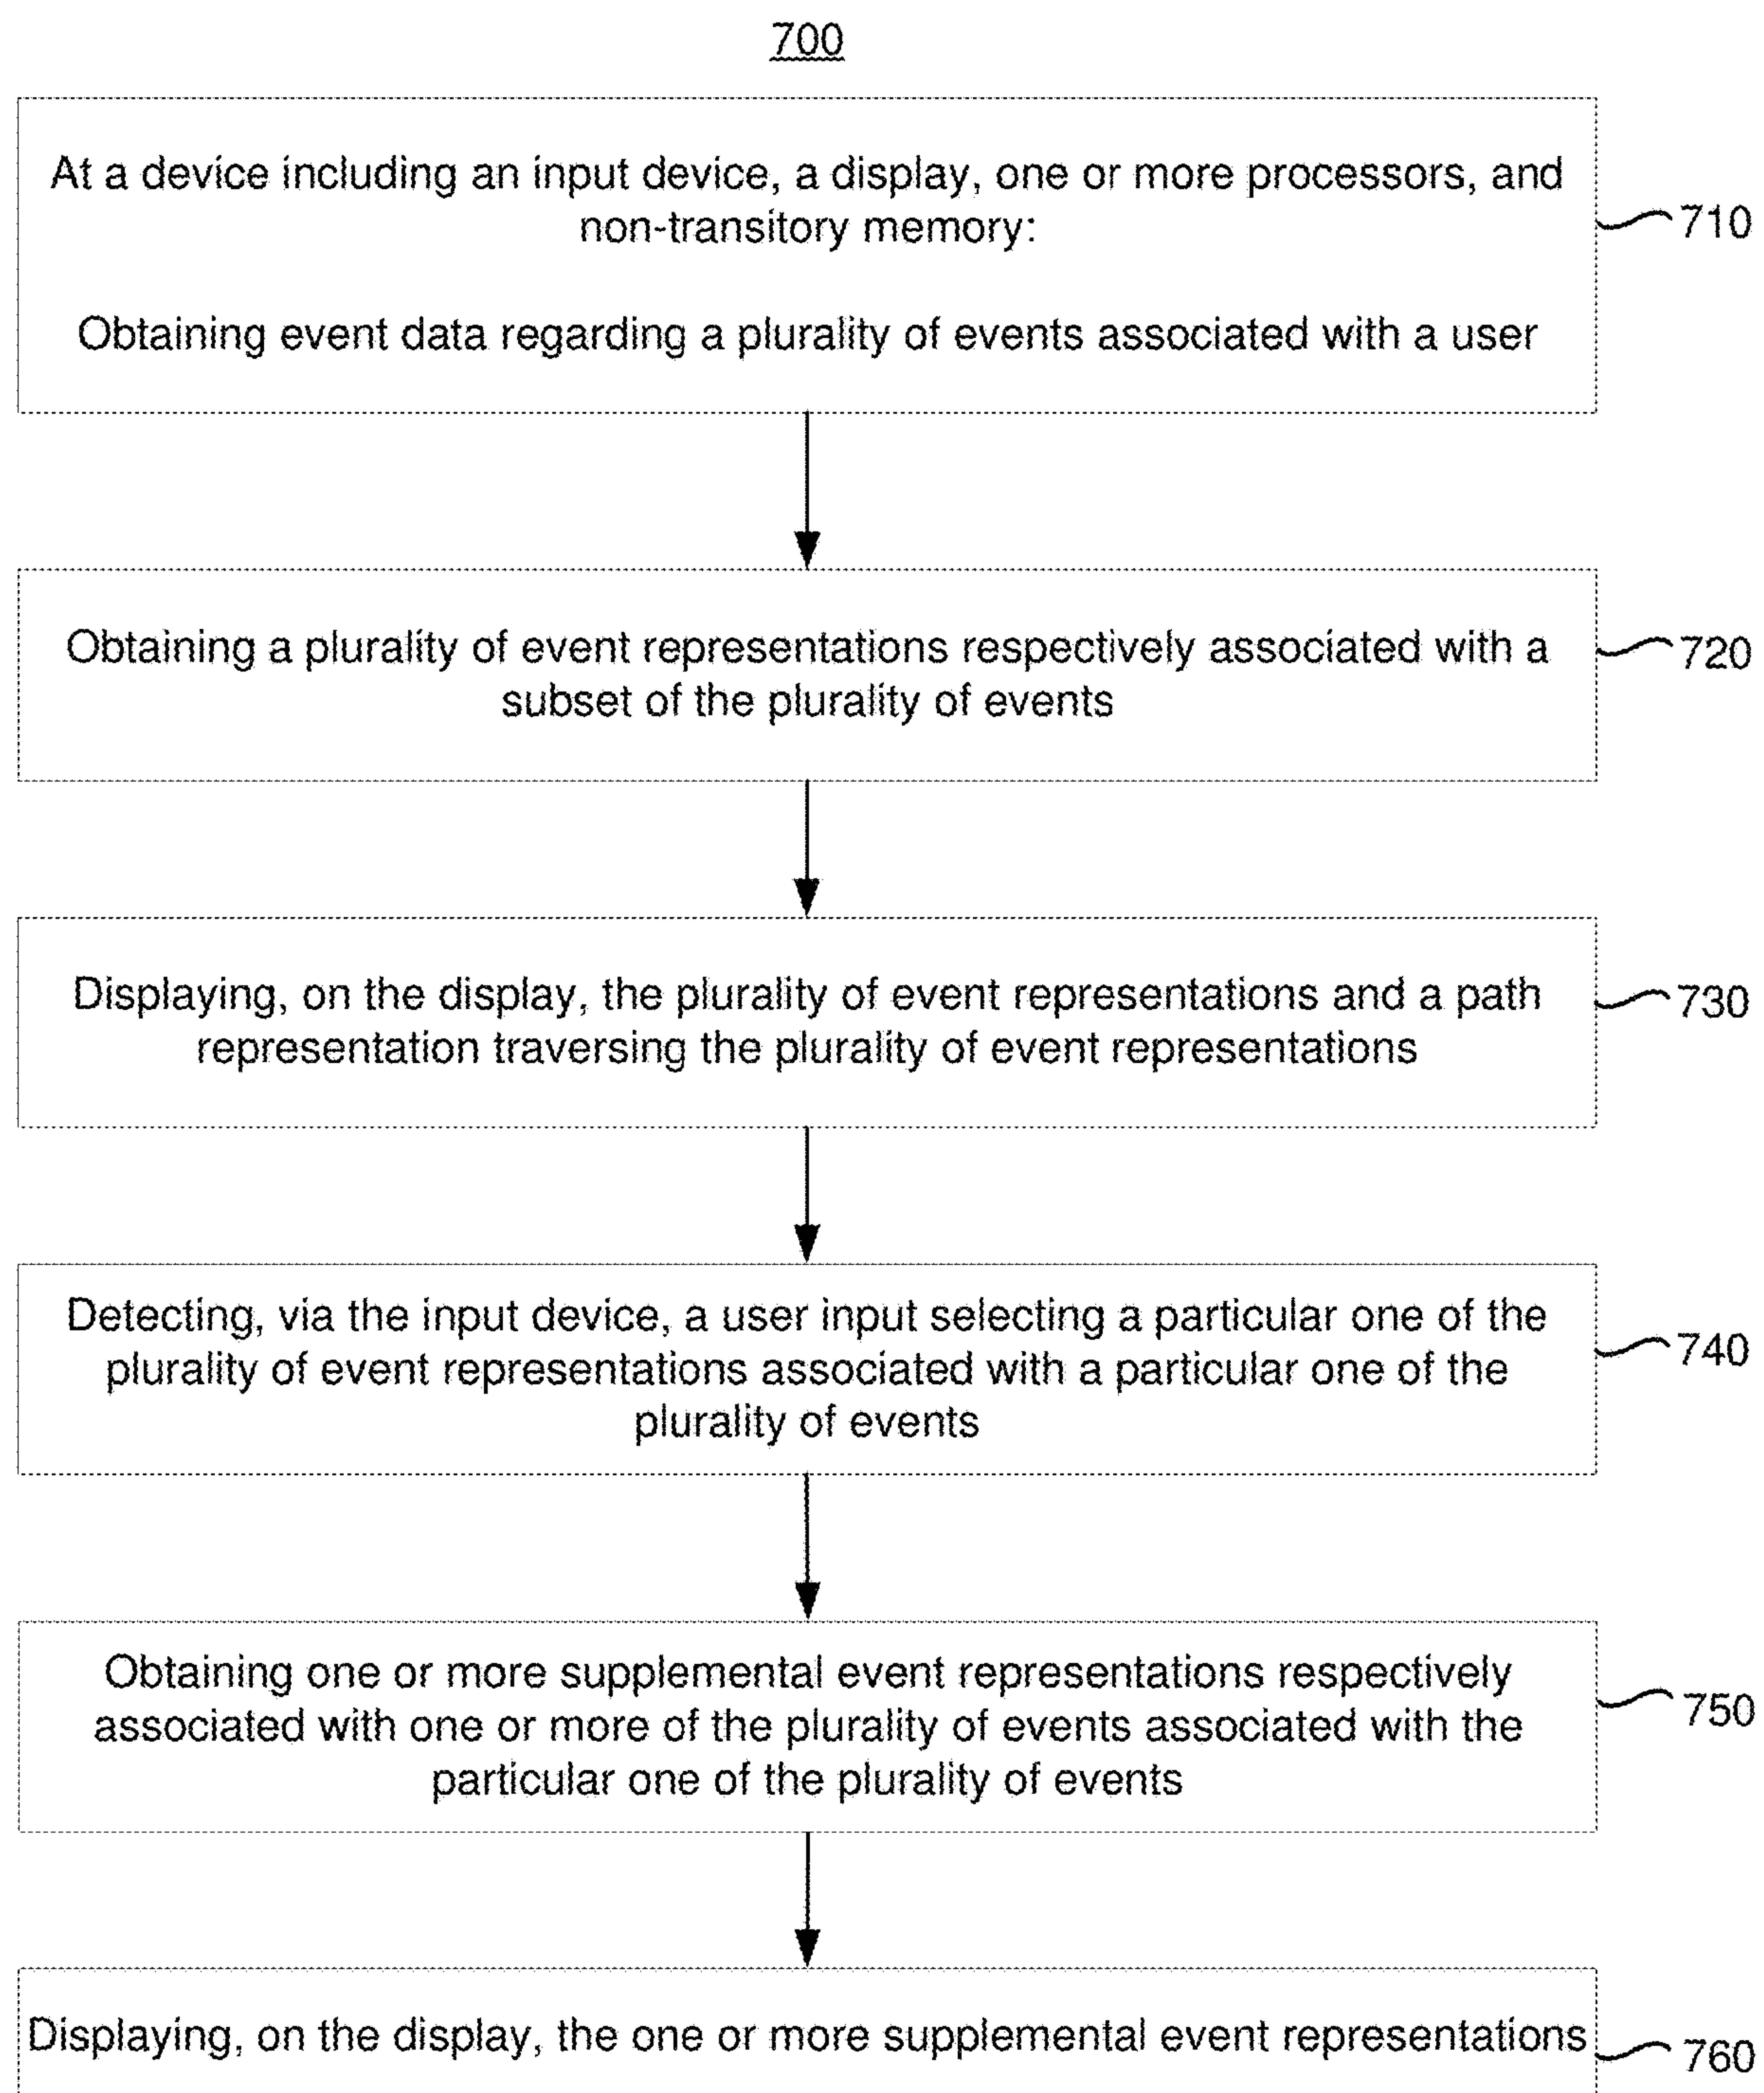 700
At a device including an input device, a display, one or more processors, and
non-transitory memory:
Obtaining event data regarding a plurality of events associated with a user
710
Obtaining a plurality of event representations respectively associated with a
subset of the plurality of events
720
Displaying, on the display, the plurality of event representations and a path
representation traversing the plurality of event representations
730
Detecting, via the input device, a user input selecting a particular one of the
plurality of event representations associated with a particular one of the
plurality of events
740
Obtaining one or more supplemental event representations respectively
associated with one or more of the plurality of events associated with the
particular one of the plurality of events
750
Displaying, on the display, the one or more supplemental event representations
760